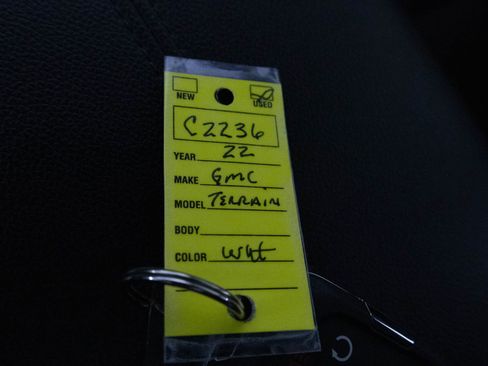 NEW USED
C2236
YEAR 22
MAKE GMC
MODEL TERRAIN
BODY
COLOR WHT